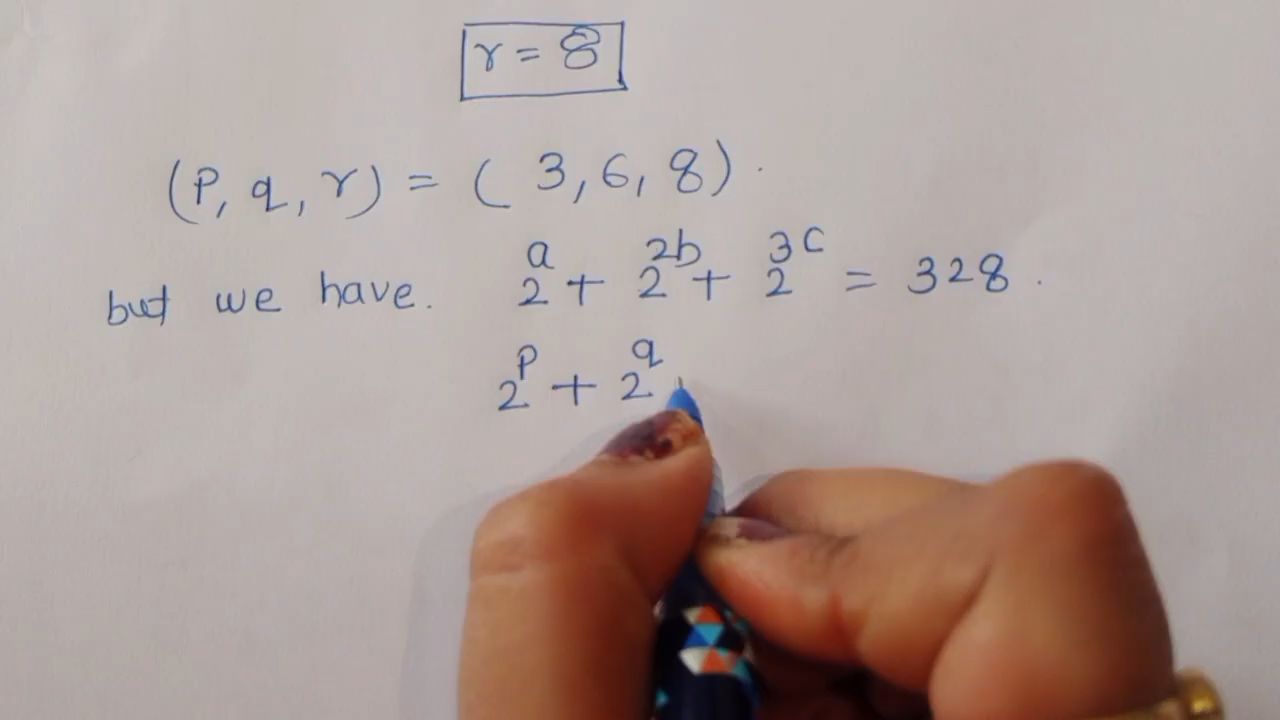 r = 8
(p, q, r) = ( 3, 6, 8) .
but we have. 2^a + 2^2b + 2^3c = 328 .
2^p + 2^q